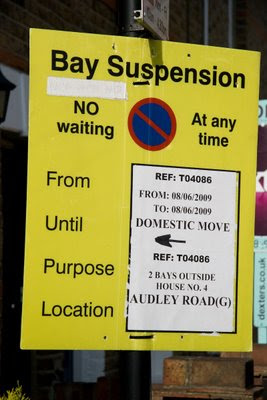 Bay Suspension
NO
waiting
At any
time
From
Until
Purpose
Location
REF: T04086
FROM: 08/06/2009
TO: 08/06/2009
DOMESTIC MOVE
REF: T04086
2 BAYS OUTSIDE
HOUSE NO. 4
AUDLEY ROAD(G)
dexters.co.uk